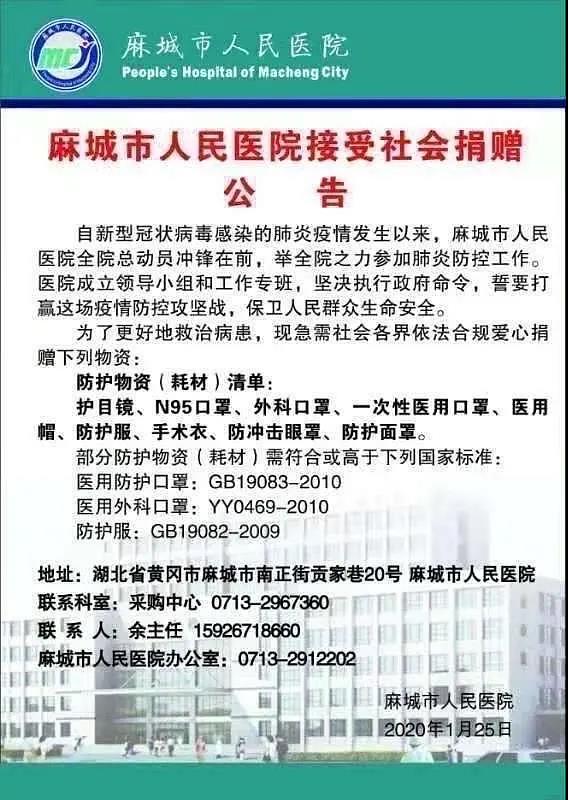 麻城市人民医院
People's Hospital of Macheng City
麻城市人民医院接受社会捐赠
公 告
自新型冠状病毒感染的肺炎疫情发生以来，麻城市人民
医院全院总动员冲锋在前，举全院之力参加肺炎防控工作。
医院成立领导小组和工作专班，坚决执行政府命令，誓要打
赢这场疫情防控攻坚战，保卫人民群众生命安全。
为了更好地救治病患，现急需社会各界依法合规爱心捐
赠下列物资：
防护物资（耗材）清单：
护目镜、N95口罩、外科口罩、一次性医用口罩、医用
帽、防护服、手术衣、防冲击眼罩、防护面罩。
部分防护物资（耗材）需符合或高于下列国家标准：
医用防护口罩：GB19083-2010
医用外科口罩：YY0469-2010
防护服：GB19082-2009
地址：湖北省黄冈市麻城市南正街贡家巷20号 麻城市人民医院
联系科室：采购中心 0713-2967360
联 系 人：余主任 15926718660
麻城市人民医院办公室：0713-2912202
麻城市人民医院
2020年1月25日